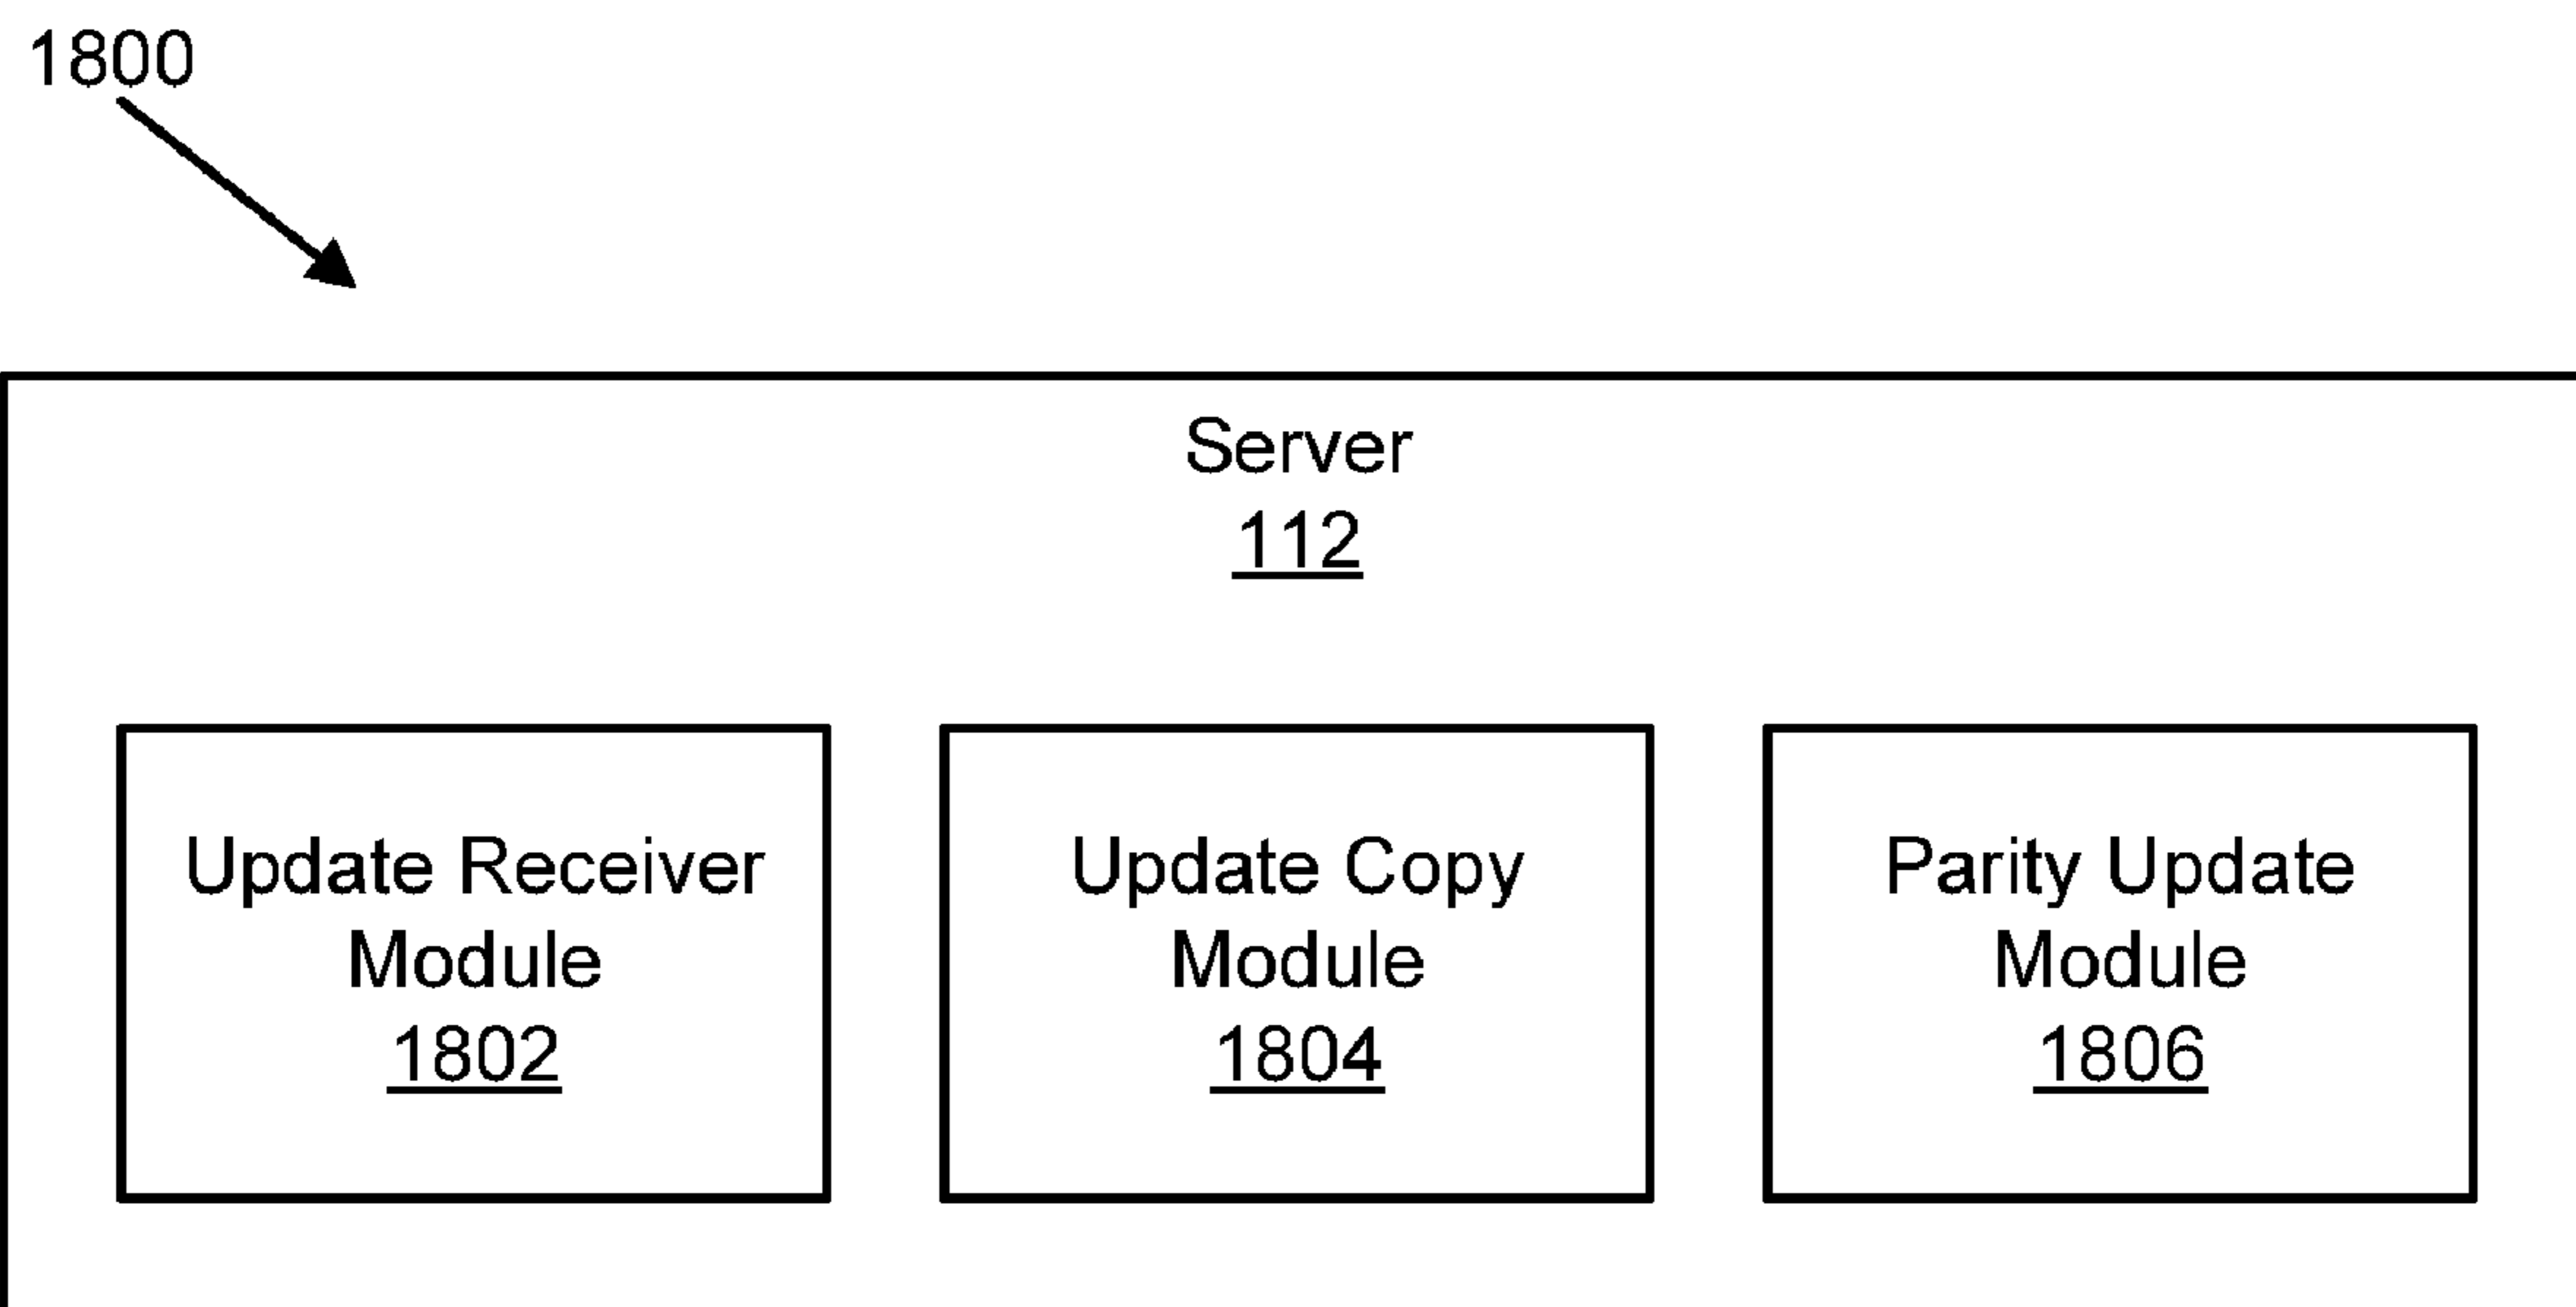 1800
Server
112
Update Receiver
Module
1802
Update Copy
Module
1804
Parity Update
Module
1806